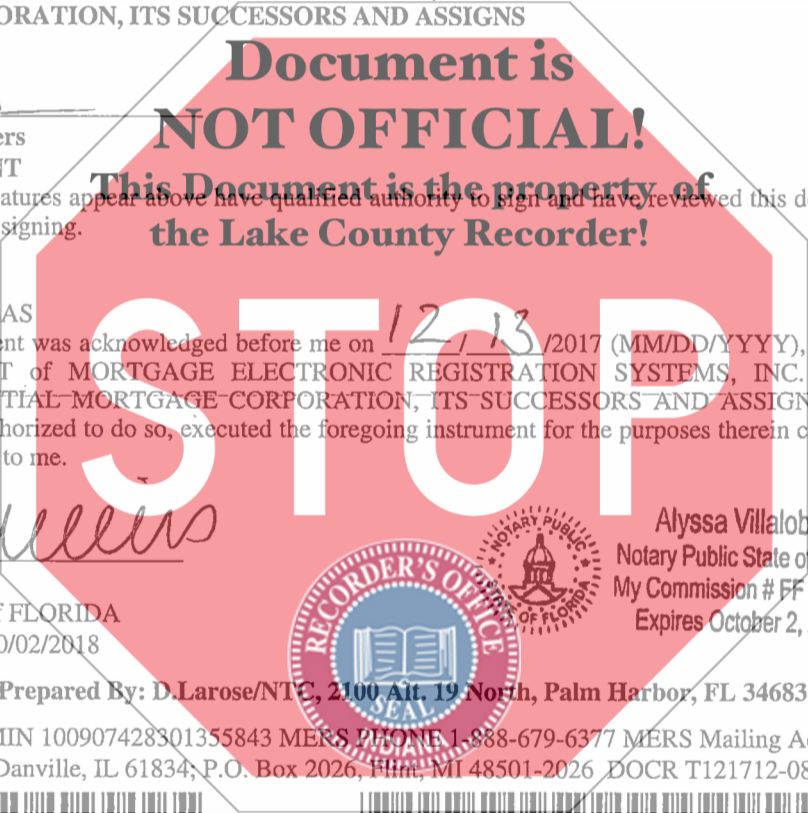 ORATION, ITS SUCCESSORS AND ASSIGNS
Document is
NOT OFFICIAL!
ers
NT
This Document is the property of
atures appear above have qualified authority to sign and have reviewed this d
signing.
the Lake County Recorder!
STOP
AS
ent was acknowledged before me on 12/13/2017 (MM/DD/YYYY),
T of MORTGAGE ELECTRONIC REGISTRATION SYSTEMS, INC.
TIAL MORTGAGE CORPORATION, ITS SUCCESSORS AND ASSIGN
horized to do so, executed the foregoing instrument for the purposes therein c
to me.
NOTARY PUBLIC
STATE OF FLORIDA
Alyssa Villalob
Notary Public State of
My Commission # FF
Expires October 2,
RECORDER'S OFFICE
SEAL
f FLORIDA
0/02/2018
Prepared By: D.Larose/NTC, 2100 Alt. 19 North, Palm Harbor, FL 34683
MIN 100907428301355843 MERS PHONE 1-888-679-6377 MERS Mailing A
Danville, IL 61834; P.O. Box 2026, Flint, MI 48501-2026 DOCR T121712-08